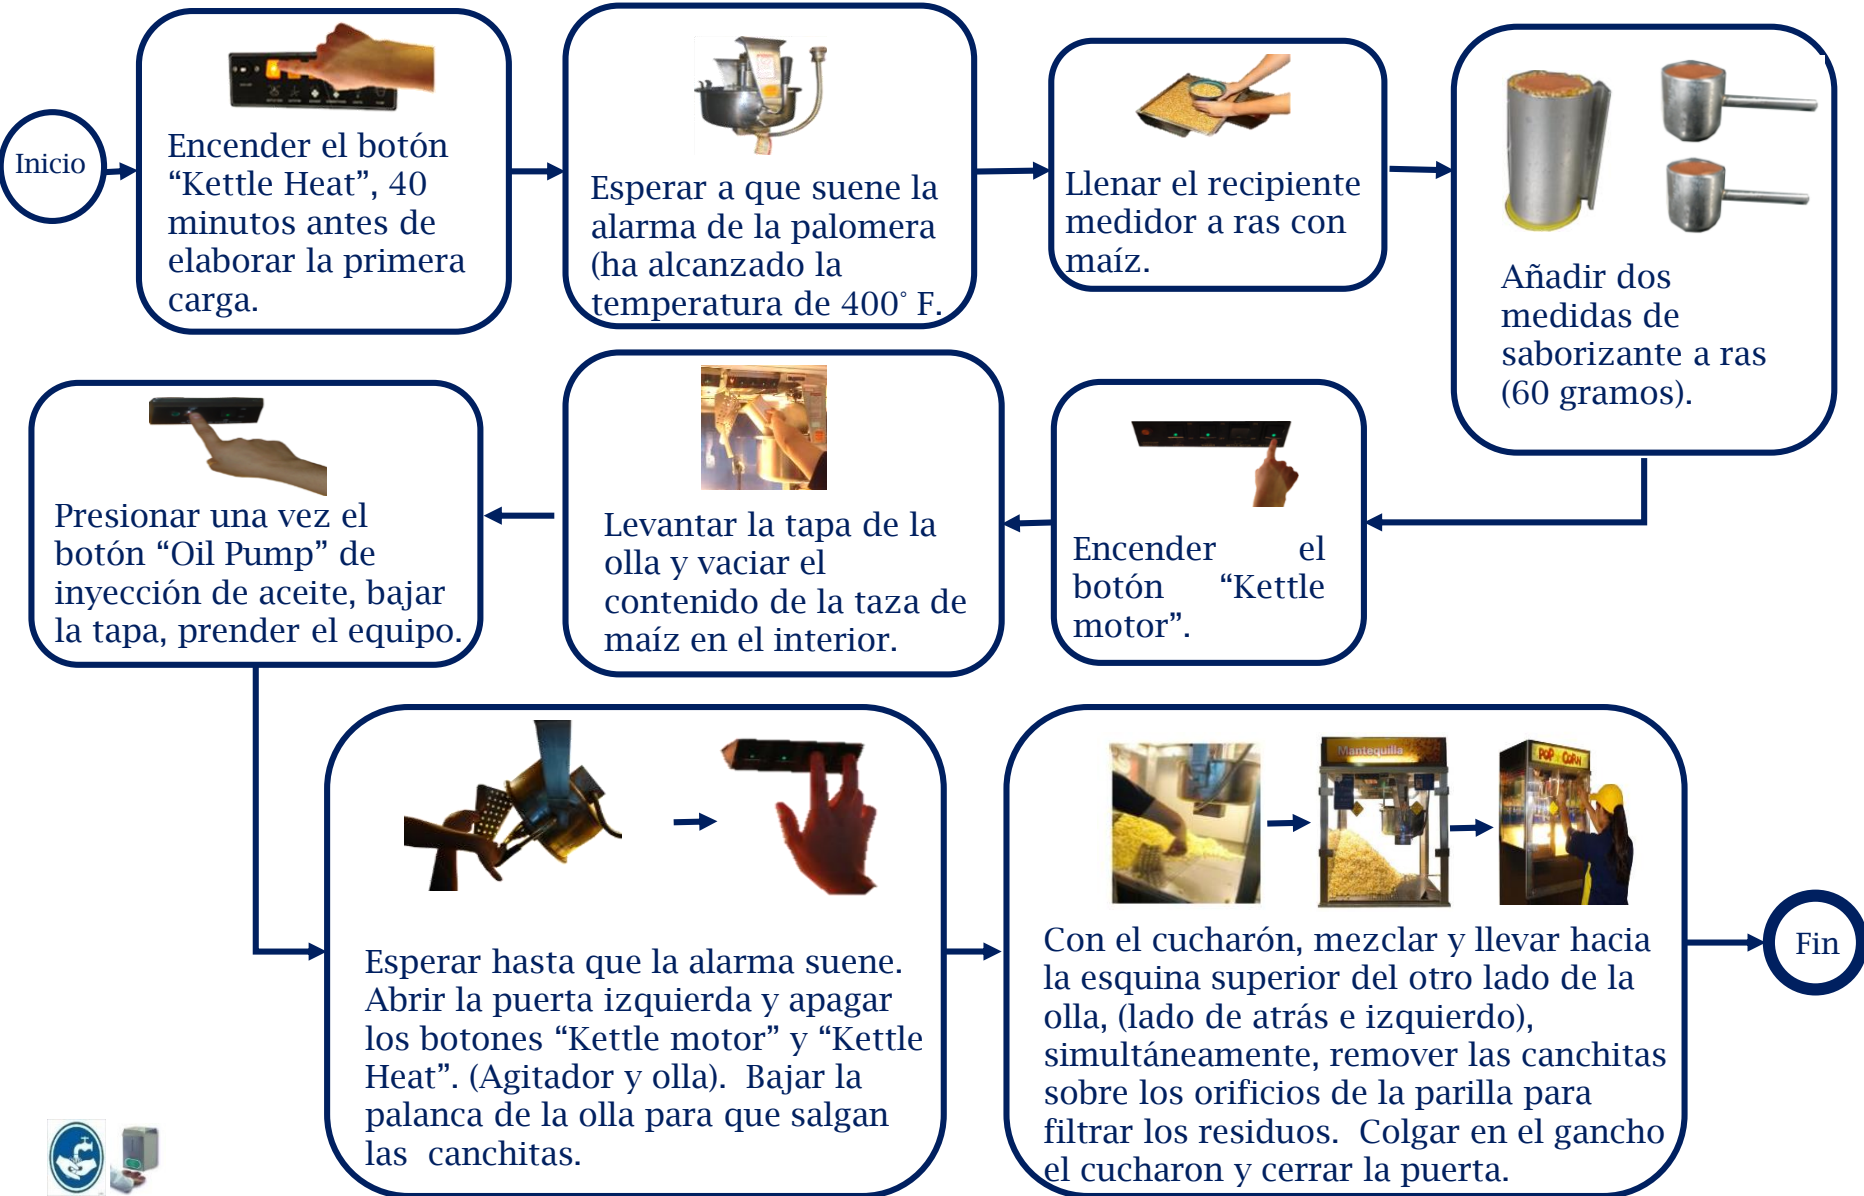 Inicio
Encender el botón
“Kettle Heat”, 40
minutos antes de
elaborar la primera
carga.
Esperar a que suene la
alarma de la palomera
(ha alcanzado la
temperatura de 400° F.
Llenar el recipiente
medidor a ras con
maíz.
Añadir dos
medidas de
saborizante a ras
(60 gramos).
Encender el
botón “Kettle
motor”.
Levantar la tapa de la
olla y vaciar el
contenido de la taza de
maíz en el interior.
Presionar una vez el
botón “Oil Pump” de
inyección de aceite, bajar
la tapa, prender el equipo.
Esperar hasta que la alarma suene.
Abrir la puerta izquierda y apagar
los botones “Kettle motor” y “Kettle
Heat”. (Agitador y olla). Bajar la
palanca de la olla para que salgan
las canchitas.
Mantequilla
POP CORN
Con el cucharón, mezclar y llevar hacia
la esquina superior del otro lado de la
olla, (lado de atrás e izquierdo),
simultáneamente, remover las canchitas
sobre los orificios de la parilla para
filtrar los residuos. Colgar en el gancho
el cucharon y cerrar la puerta.
Fin